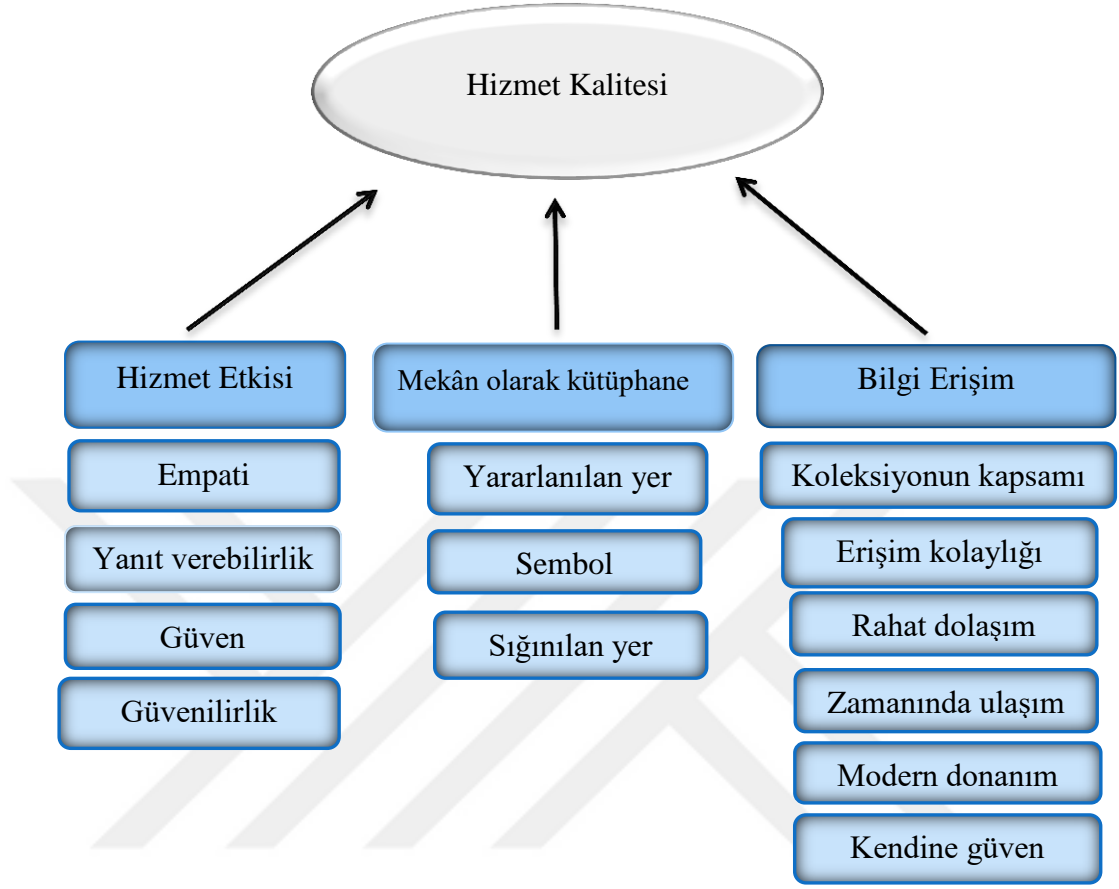 Hizmet Kalitesi
Hizmet Etkisi
Empati
Yanıt verebilirlik
Güven
Güvenilirlik
Mekân olarak kütüphane
Yararlanılan yer
Sembol
Sığınılan yer
Bilgi Erişim
Koleksiyonun kapsamı
Erişim kolaylığı
Rahat dolaşım
Zamanında ulaşım
Modern donanım
Kendine güven